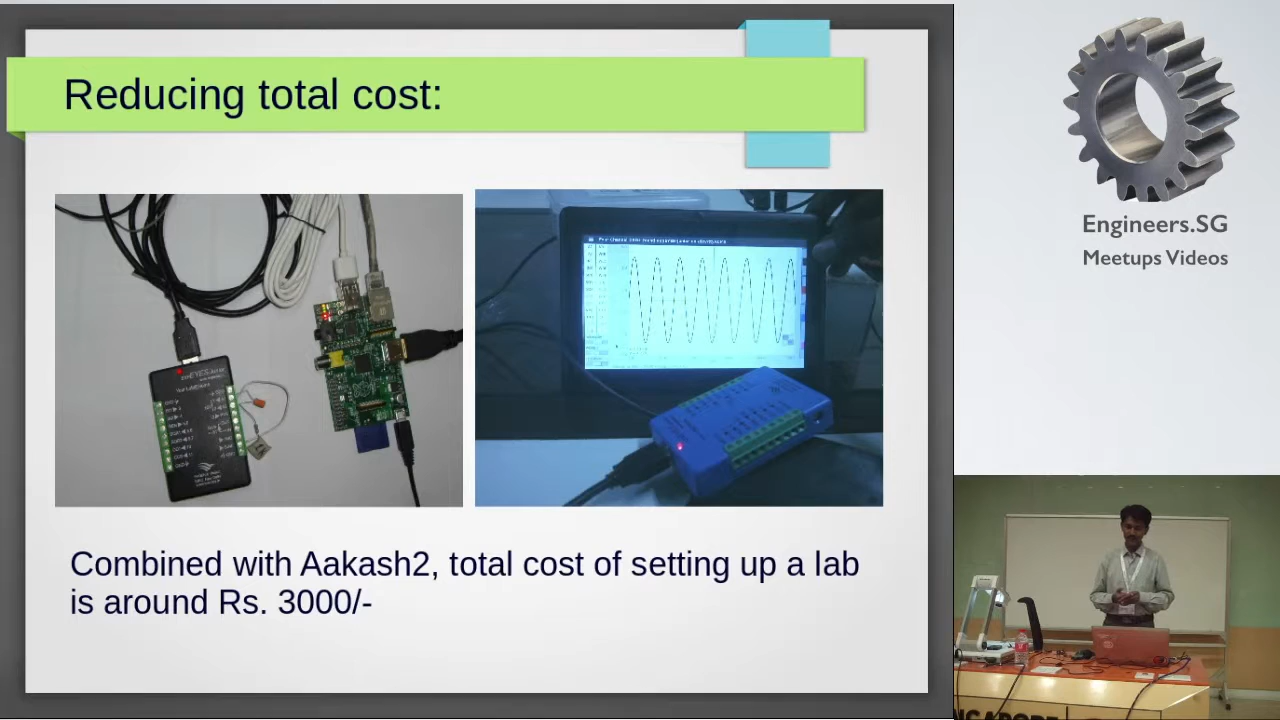 Reducing total cost:
Combined with Aakash2, total cost of setting up a lab
is around Rs. 3000/-
Engineers.SG
Meetups Videos